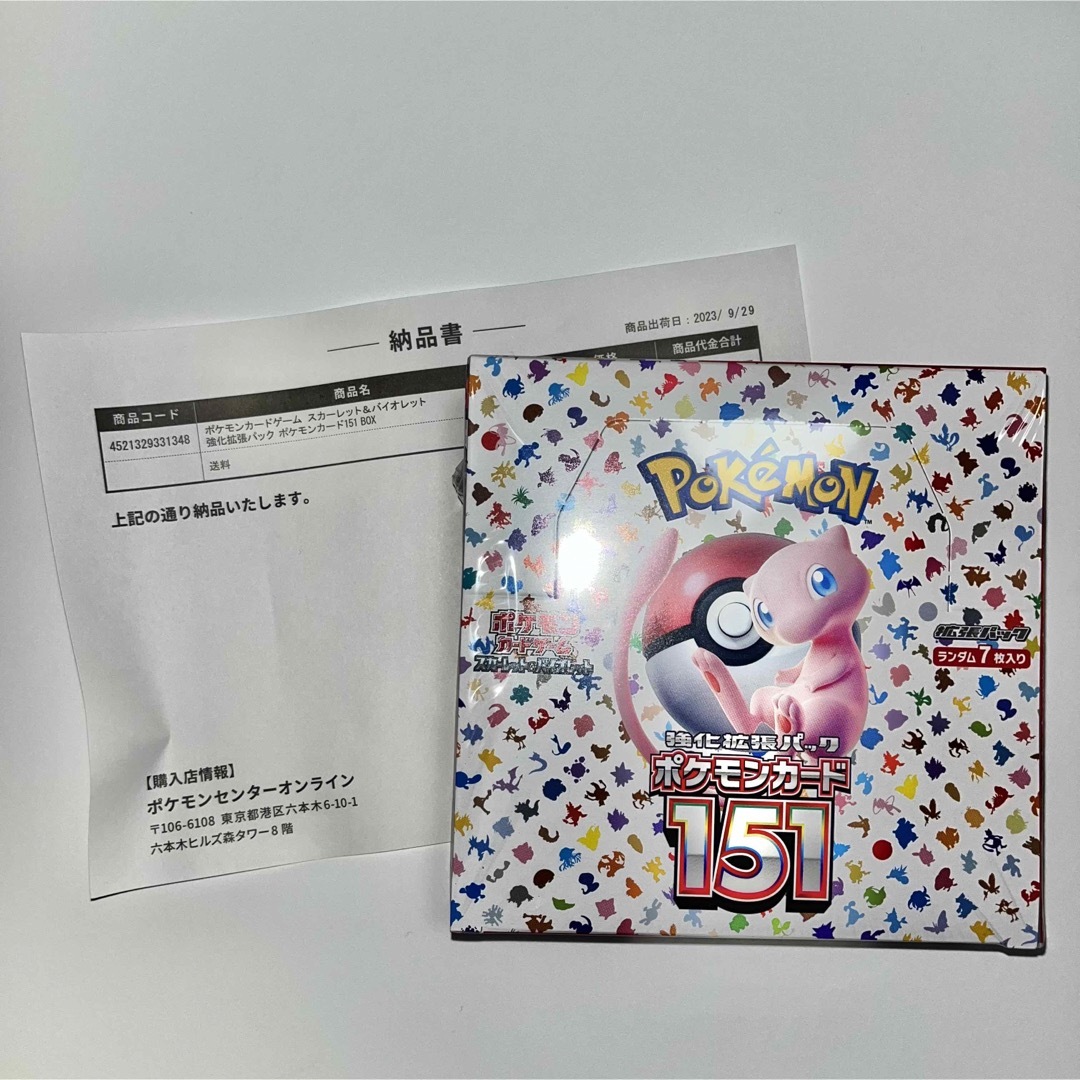 納品書
商品出荷日：2023/ 9/29
商品コード 商品名 価格 商品代金合計
4521329331348 ポケモンカードゲーム スカーレット&バイオレット
強化拡張パック ポケモンカード151 BOX
送料
上記の通り納品いたします。
【購入店情報】
ポケモンセンターオンライン
〒106-6108 東京都港区六本木6-10-1
六本木ヒルズ森タワー8階
POKéMON
TM
ポケモン
カードゲーム
スカーレット&バイオレット
拡張パック
ランダム7枚入り
強化拡張パック
ポケモンカード
151